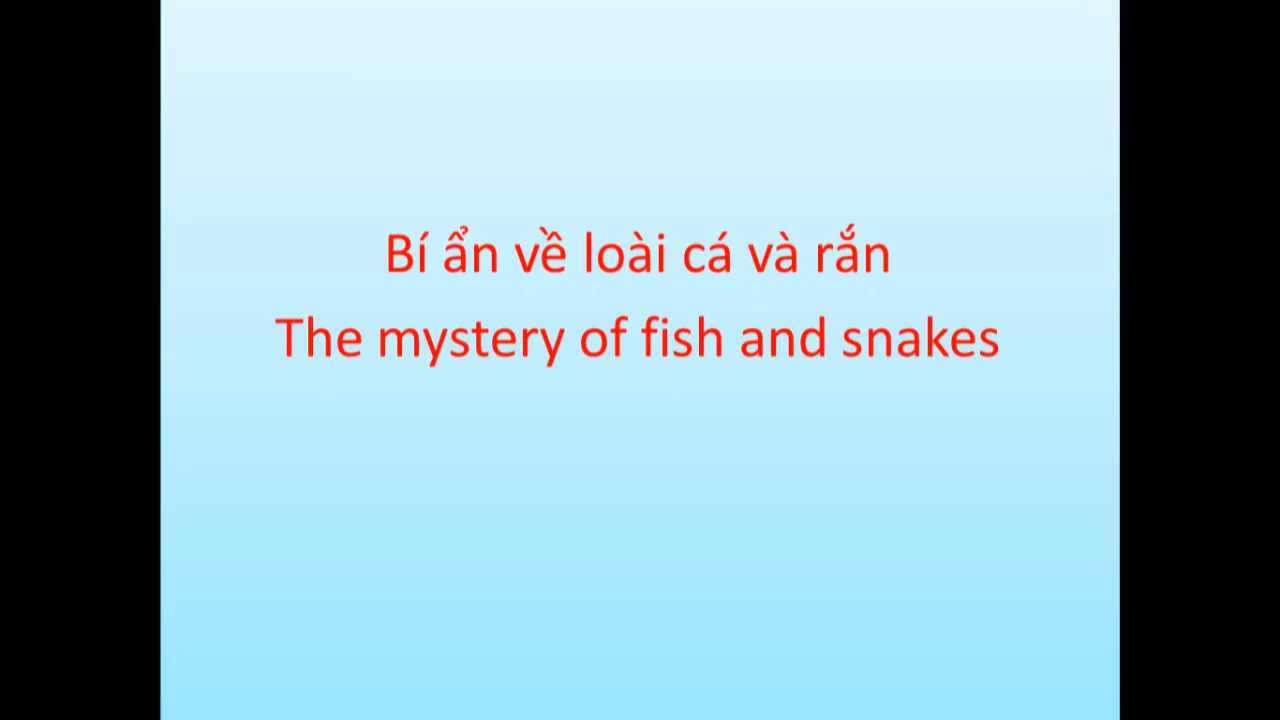 Bí ẩn về loài cá và rắn
The mystery of fish and snakes